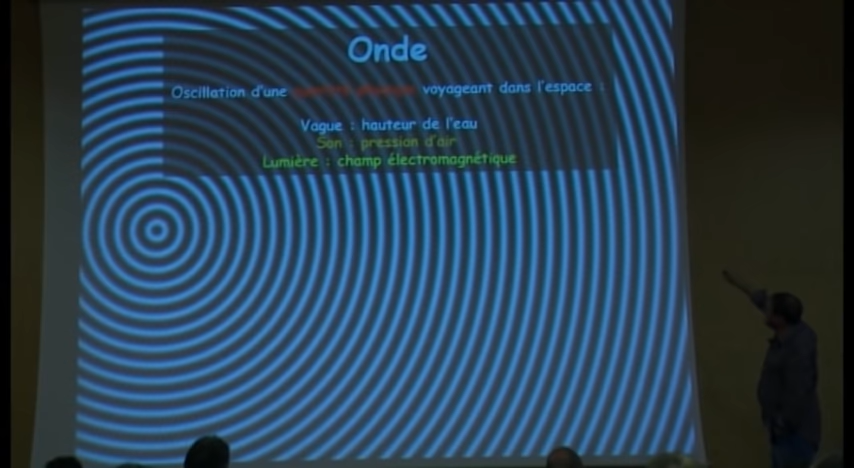 Onde
Oscillation d'une voyageant dans l'espace :
Vague : hauteur de l'eau
Son : pression d'air
Lumière : champ électromagnétique